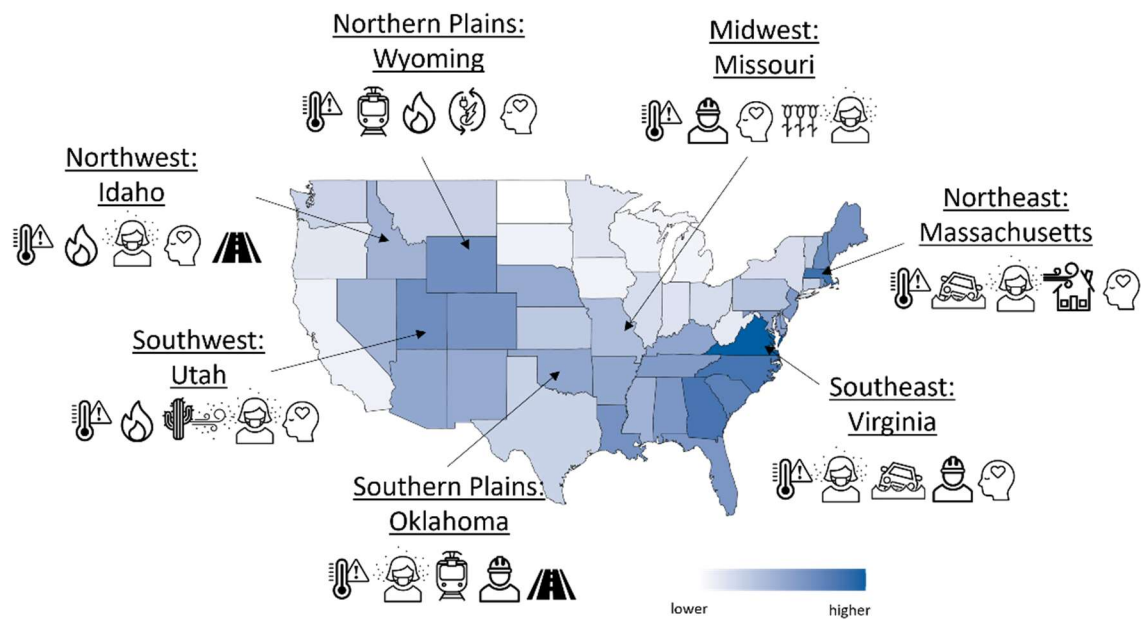 Northern Plains:
Wyoming
Midwest:
Missouri
Northwest:
Idaho
Northeast:
Massachusetts
Southwest:
Utah
Southeast:
Virginia
Southern Plains:
Oklahoma
lower
higher